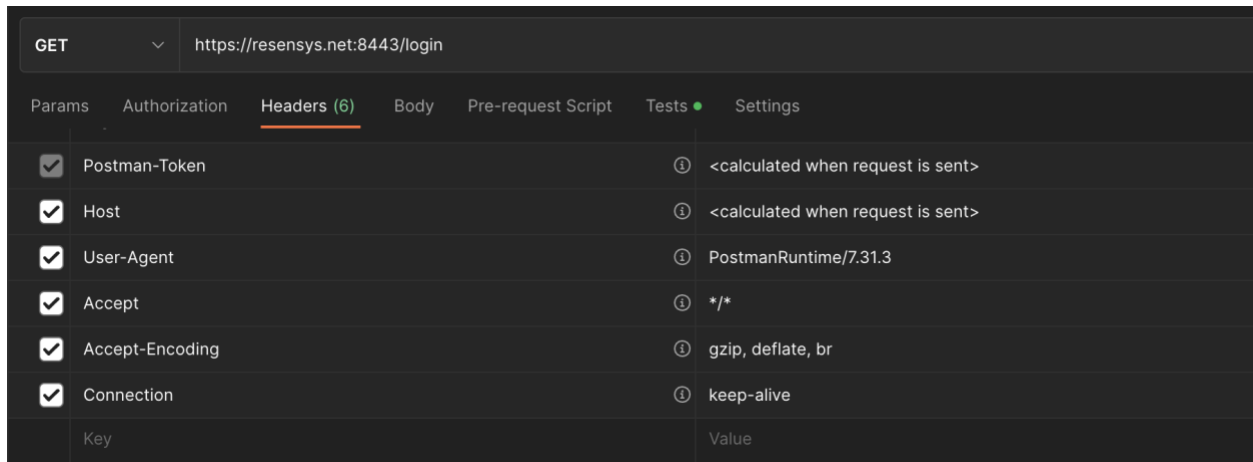 GET https://resensys.net:8443/login
Params Authorization Headers (6) Body Pre-request Script Tests Settings
Postman-Token <calculated when request is sent>
Host <calculated when request is sent>
User-Agent PostmanRuntime/7.31.3
Accept */*
Accept-Encoding gzip, deflate, br
Connection keep-alive
Key Value